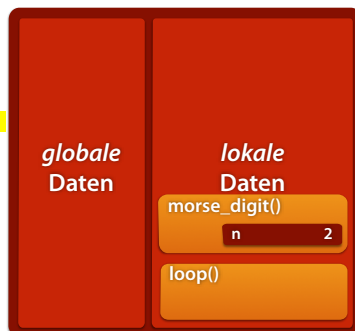 globale
Daten
lokale
Daten
morse_digit()
n 2
loop()